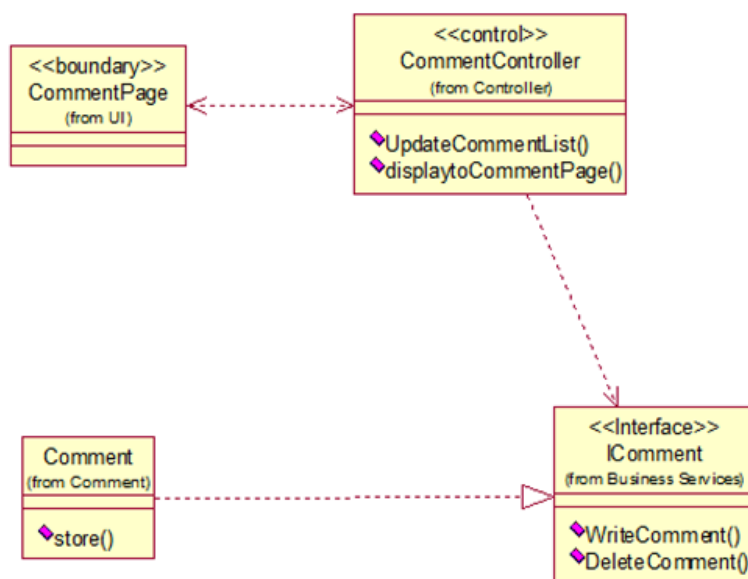 <<boundary>>
CommentPage
(from UI)
<<control>>
CommentController
(from Controller)
UpdateCommentList()
displaytoCommentPage()
Comment
(from Comment)
store()
<<Interface>>
IComment
(from Business Services)
WriteComment()
DeleteComment()